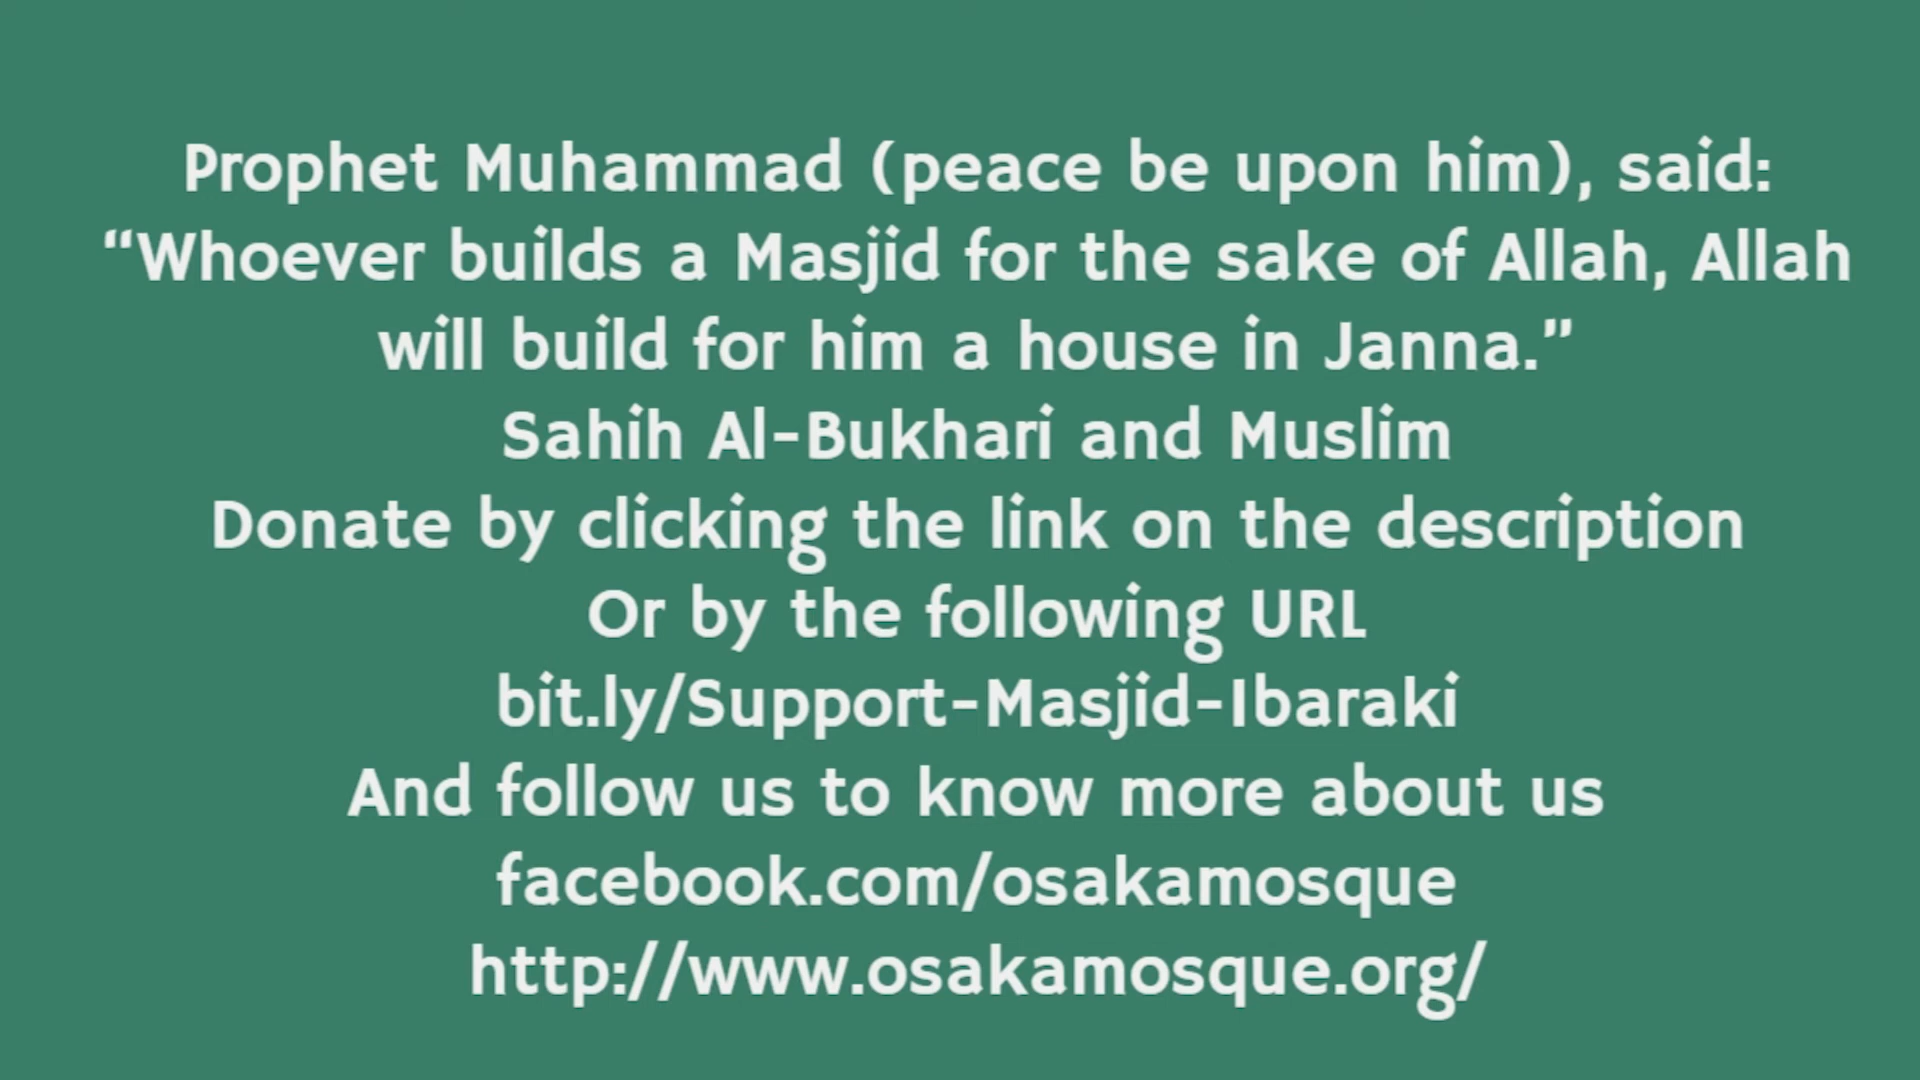 Prophet Muhammad (peace be upon him), said:
“Whoever builds a Masjid for the sake of Allah, Allah
will build for him a house in Janna.”
Sahih Al-Bukhari and Muslim
Donate by clicking the link on the description
Or by the following URL
bit.ly/Support-Masjid-Ibaraki
And follow us to know more about us
facebook.com/osakamosque
http://www.osakamosque.org/